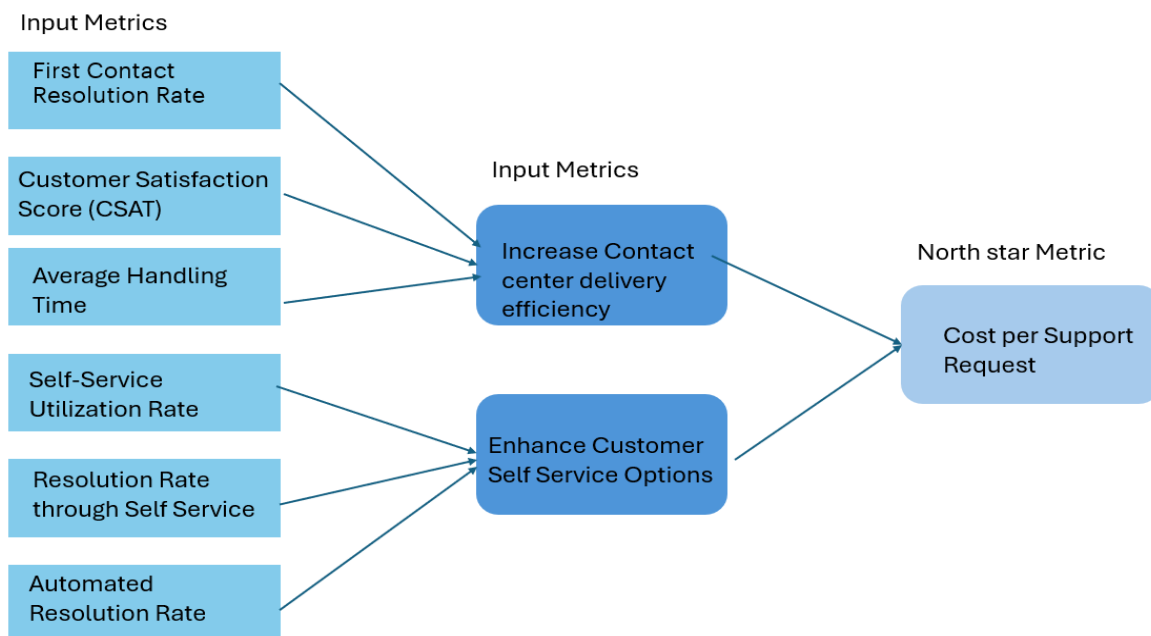 Input Metrics
First Contact
Resolution Rate
Customer Satisfaction
Score (CSAT)
Average Handling
Time
Self-Service
Utilization Rate
Resolution Rate
through Self Service
Automated
Resolution Rate
Input Metrics
Increase Contact
center delivery
efficiency
Enhance Customer
Self Service Options
North star Metric
Cost per Support
Request